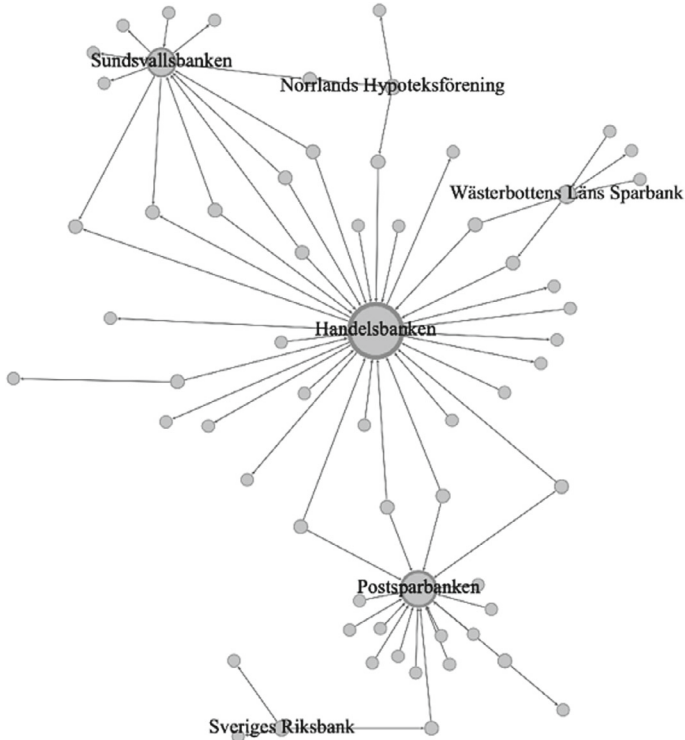 Sundsvallsbanken
Norrlands Hypoteksförening
Wästerbottens Läns Sparbank
Handelsbanken
Postsparbanken
Sveriges Riksbank